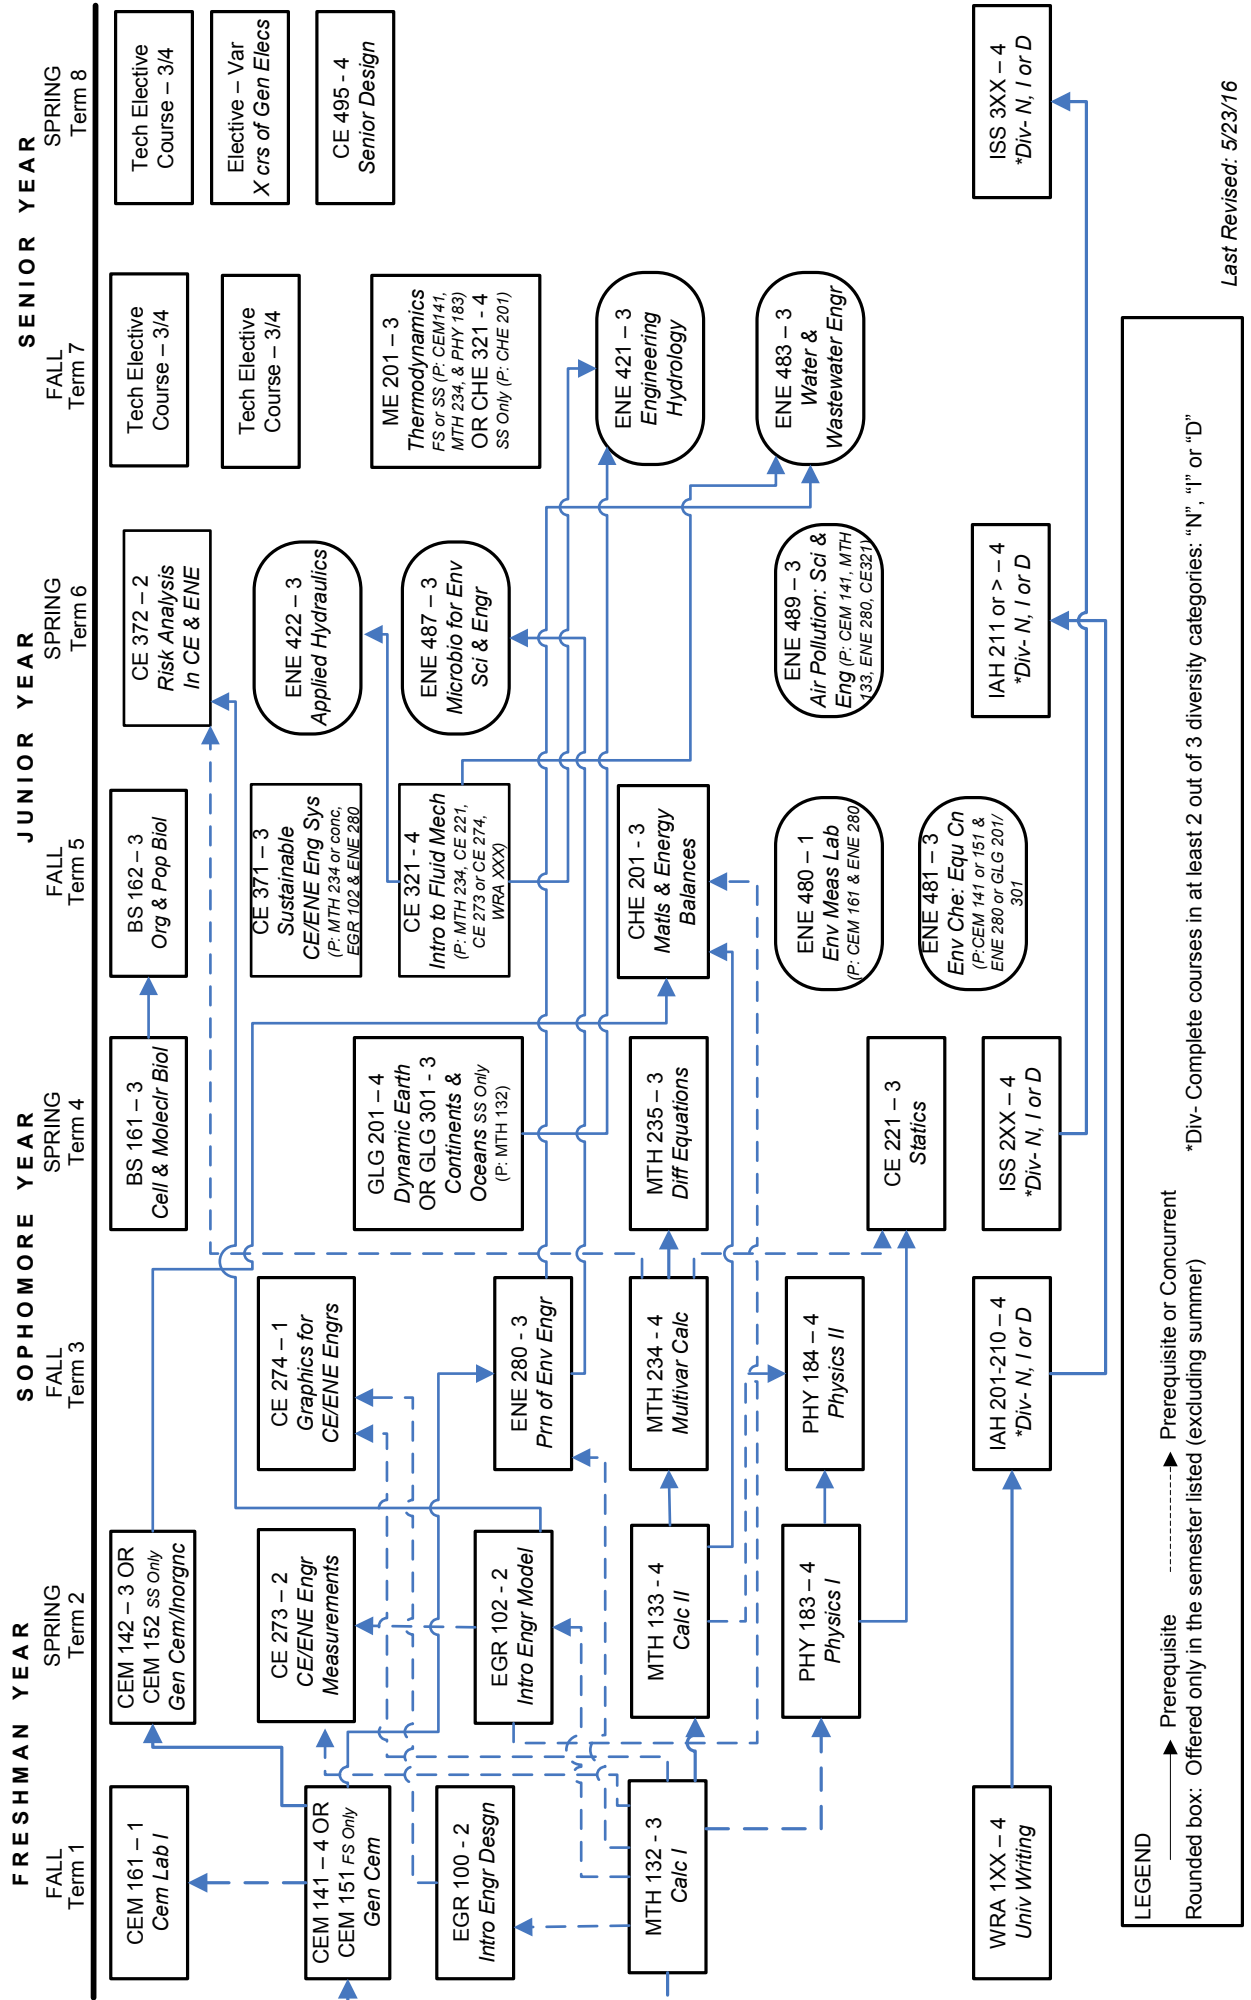 FRESHMAN YEAR
SOPHOMORE YEAR
JUNIOR YEAR
SENIOR YEAR
FALL
Term 1
SPRING
Term 2
FALL
Term 3
SPRING
Term 4
FALL
Term 5
SPRING
Term 6
FALL
Term 7
SPRING
Term 8
CEM 161 – 1
Cem Lab I
CEM 141 – 4 OR
CEM 151 FS Only
Gen Cem
EGR 100 - 2
Intro Engr Desgn
MTH 132 - 3
Calc I
WRA 1XX – 4
Univ Writing
CEM 142 – 3 OR
CEM 152 SS Only
Gen Cem/Inorgnc
CE 273 – 2
CE/ENE Engr
Measurements
EGR 102 - 2
Intro Engr Model
MTH 133 - 4
Calc II
PHY 183 – 4
Physics I
CE 274 – 1
Graphics for
CE/ENE Engrs
ENE 280 - 3
Prn of Env Engr
MTH 234 - 4
Multivar Calc
PHY 184 – 4
Physics II
IAH 201-210 – 4
*Div- N, I or D
BS 161 – 3
Cell & Moleclr Biol
GLG 201 – 4
Dynamic Earth
OR GLG 301 - 3
Continents &
Oceans SS Only
(P: MTH 132)
MTH 235 – 3
Diff Equations
CE 221 – 3
Statics
ISS 2XX – 4
*Div- N, I or D
BS 162 – 3
Org & Pop Biol
CE 371 – 3
Sustainable
CE/ENE Eng Sys
(P: MTH 234 or conc,
EGR 102 & ENE 280
CE 321 - 4
Intro to Fluid Mech
(P: MTH 234, CE 221,
CE 273 or CE 274,
WRA XXX)
CHE 201 - 3
Matls & Energy
Balances
ENE 480 – 1
Env Meas Lab
(P: CEM 161 & ENE 280
ENE 481 – 3
Env Che: Equ Cn
(P:CEM 141 or 151 &
ENE 280 or GLG 201/
301
CE 372 – 2
Risk Analysis
In CE & ENE
ENE 422 – 3
Applied Hydraulics
ENE 487 – 3
Microbio for Env
Sci & Engr
ENE 489 – 3
Air Pollution: Sci &
Eng (P: CEM 141, MTH
133, ENE 280, CE321)
IAH 211 or > – 4
*Div- N, I or D
Tech Elective
Course – 3/4
Tech Elective
Course – 3/4
ME 201 – 3
Thermodynamics
FS or SS (P: CEM141,
MTH 234, & PHY 183)
OR CHE 321 - 4
SS Only (P: CHE 201)
ENE 421 – 3
Engineering
Hydrology
ENE 483 – 3
Water &
Wastewater Engr
Tech Elective
Course – 3/4
Elective – Var
X crs of Gen Elecs
CE 495 - 4
Senior Design
ISS 3XX – 4
*Div- N, I or D
LEGEND
Prerequisite
Prerequisite or Concurrent
Rounded box: Offered only in the semester listed (excluding summer)
*Div- Complete courses in at least 2 out of 3 diversity categories: “N”, “I” or “D”
Last Revised: 5/23/16